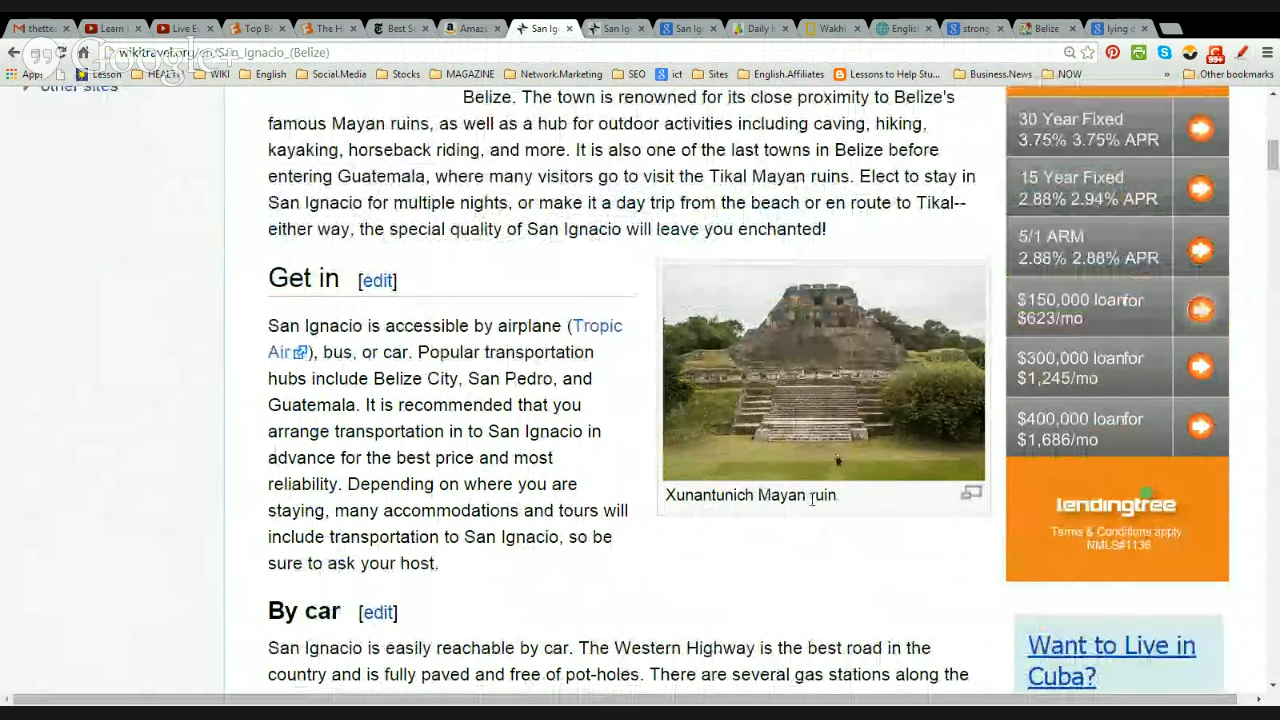 thette
Learn
Live E
Top B
The H
Best S
Amaz
San Ig
San Ig
San Ig
Daily in
Wakhi
English
strong
Belize
lying
wikitravel.org/en/San_Ignacio_(Belize)
Google+
Apps
Lesson
HEALTH
WIKI
English
Social.Media
Stocks
MAGAZINE
Network.Marketing
SEO
ict
Sites
English.Affiliates
Lessons to Help Stu...
Business.News
NOW
»
Other bookmarks
99+
other sites
Belize. The town is renowned for its close proximity to Belize's
famous Mayan ruins, as well as a hub for outdoor activities including caving, hiking,
kayaking, horseback riding, and more. It is also one of the last towns in Belize before
entering Guatemala, where many visitors go to visit the Tikal Mayan ruins. Elect to stay in
San Ignacio for multiple nights, or make it a day trip from the beach or en route to Tikal--
either way, the special quality of San Ignacio will leave you enchanted!
Get in [edit]
San Ignacio is accessible by airplane (Tropic
Air), bus, or car. Popular transportation
hubs include Belize City, San Pedro, and
Guatemala. It is recommended that you
arrange transportation in to San Ignacio in
advance for the best price and most
reliability. Depending on where you are
staying, many accommodations and tours will
include transportation to San Ignacio, so be
sure to ask your host.
Xunantunich Mayan ruin
By car [edit]
San Ignacio is easily reachable by car. The Western Highway is the best road in the
country and is fully paved and free of pot-holes. There are several gas stations along the
30 Year Fixed
3.75% 3.75% APR
15 Year Fixed
2.88% 2.94% APR
5/1 ARM
2.88% 2.88% APR
$150,000 loanfor
$623/mo
$300,000 loanfor
$1,245/mo
$400,000 loanfor
$1,686/mo
lendingtree
Terms & Conditions apply
NMLS#1136
Want to Live in
Cuba?